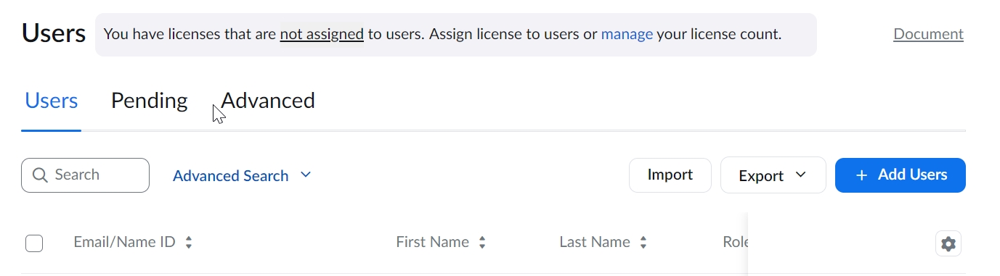 Users
You have licenses that are not assigned to users. Assign license to users or manage your license count.
Document
Users
Pending
Advanced
Search
Advanced Search
Import
Export
+ Add Users
Email/Name ID
First Name
Last Name
Role